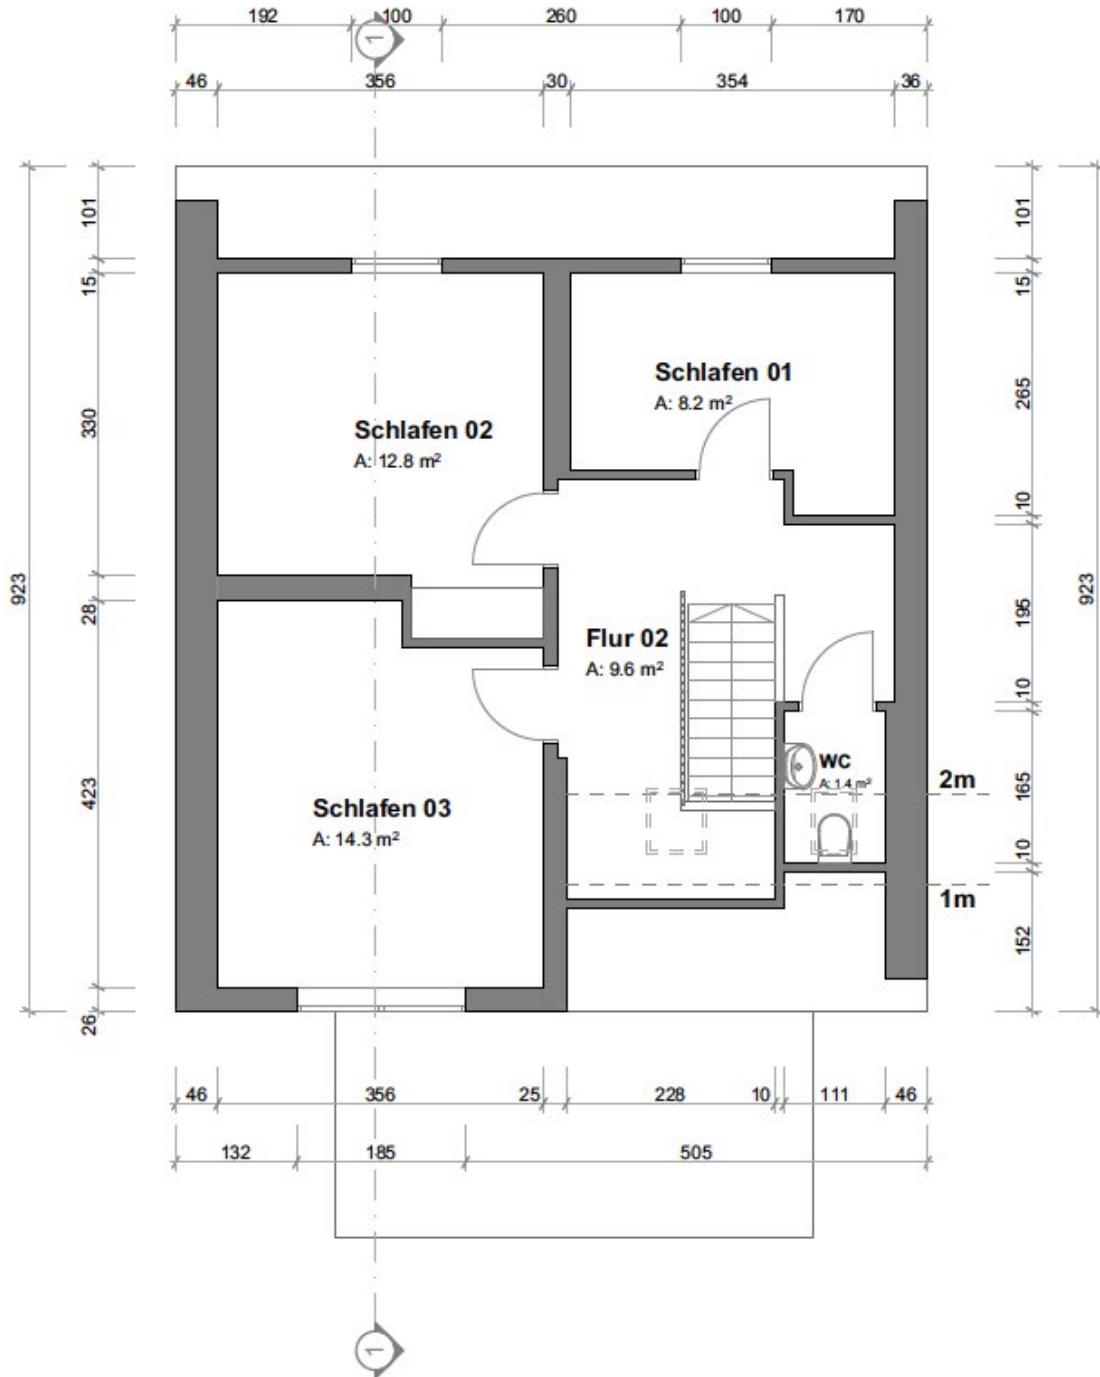 192 100 260 100 170
1
46 356 30 354 36
101 101
15 15
Schlafen 01
A: 8.2 m²
265
330
Schlafen 02
A: 12.8 m²
10
923 923
28
195
Flur 02
A: 9.6 m²
10
WC
A: 1.4 m²
2m
165
423
Schlafen 03
A: 14.3 m²
10
1m
152
26
46 356 25 228 10 111 46
132 185 505
1